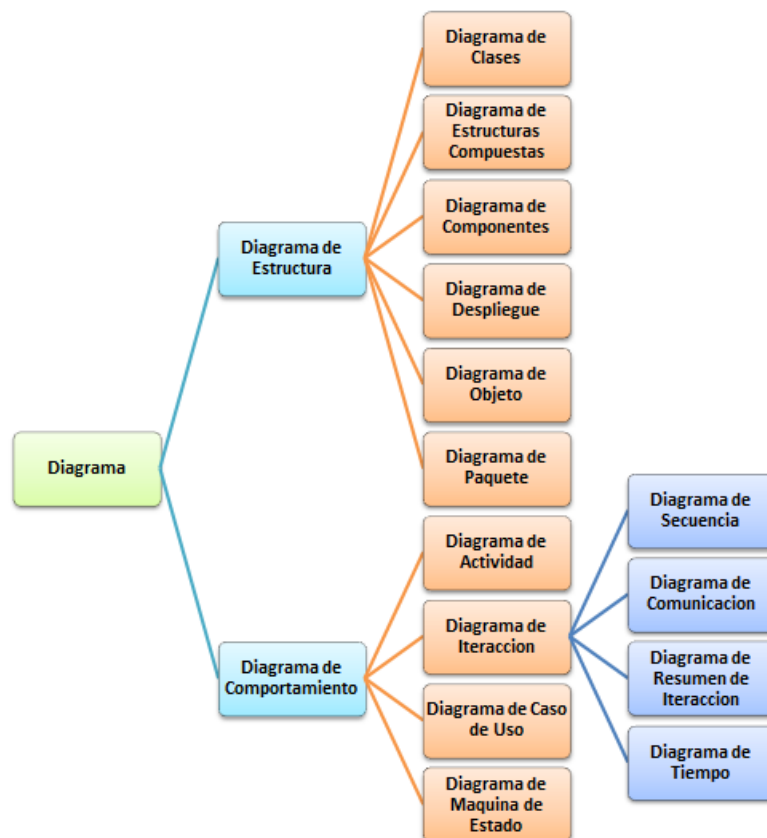 Diagrama de
Clases
Diagrama de
Estructuras
Compuestas
Diagrama de
Componentes
Diagrama de
Estructura
Diagrama de
Despliegue
Diagrama de
Objeto
Diagrama
Diagrama de
Paquete
Diagrama de
Secuencia
Diagrama de
Actividad
Diagrama de
Comunicacion
Diagrama de
Iteraccion
Diagrama de
Comportamiento
Diagrama de
Resumen de
Iteraccion
Diagrama de Caso
de Uso
Diagrama de
Tiempo
Diagrama de
Maquina de
Estado